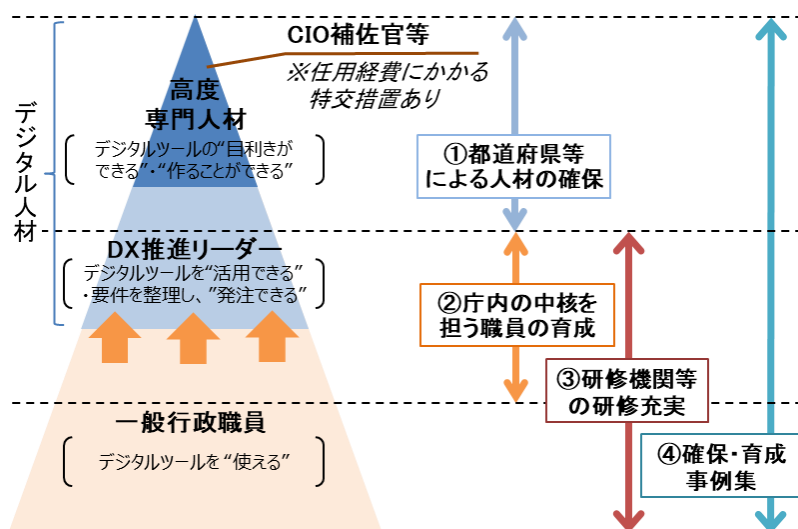 CIO補佐官等
※任用経費にかかる
特交措置あり
デジタル人材
高度
専門人材
デジタルツールの“目利きが
できる”・“作ることができる”
①都道府県等
による人材の確保
DX推進リーダー
デジタルツールを“活用できる”
・要件を整理し、”発注できる”
②庁内の中核を
担う職員の育成
③研修機関等
の研修充実
一般行政職員
デジタルツールを“使える”
④確保・育成
事例集